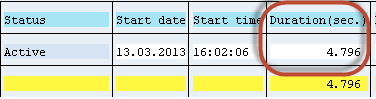 Status Start date Start time Duration(sec.)
Active 13.03.2013 16:02:06 4.796
4.796